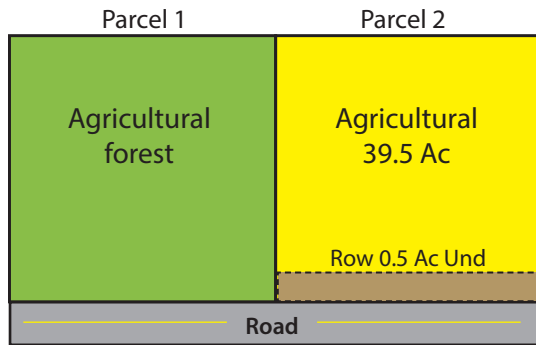 Parcel 1
Parcel 2
Agricultural
forest
Agricultural
39.5 Ac
Row 0.5 Ac Und
Road